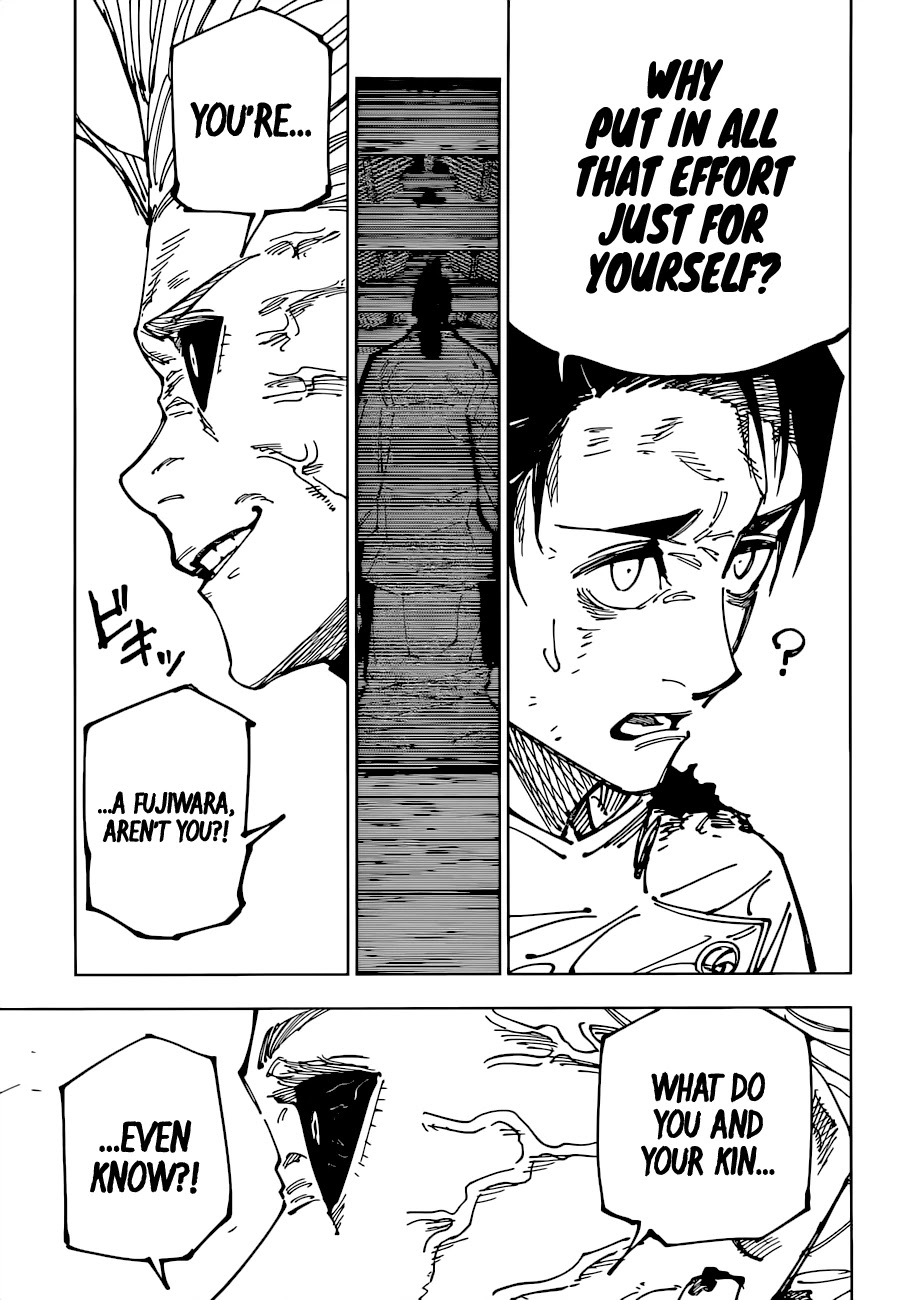 WHY
PUT IN ALL
THAT EFFORT
JUST FOR
YOURSELF?
?
YOU'RE...
ビキッ
...A FUJIWARA,
AREN'T YOU?!
WHAT DO
YOU AND
YOUR KIN...
...EVEN
KNOW?!